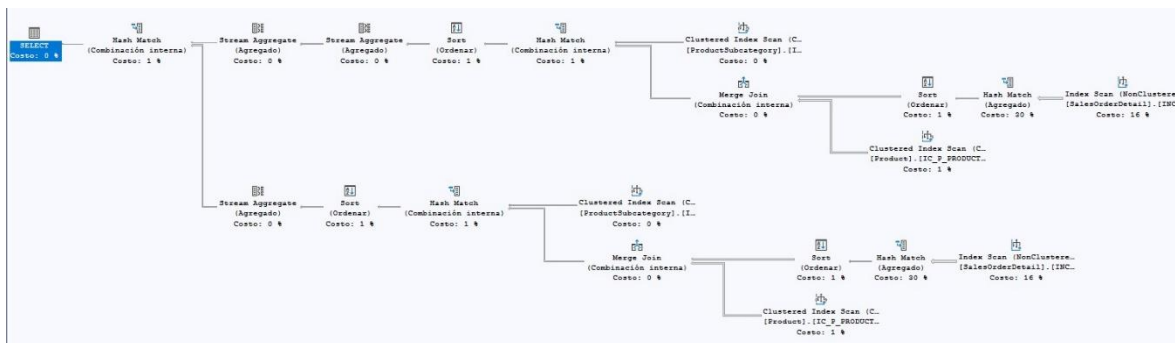 SELECT
Costo: 0 %
Hash Match
(Combinación interna)
Costo: 1 %
Stream Aggregate
(Agregado)
Costo: 0 %
Stream Aggregate
(Agregado)
Costo: 0 %
Sort
(Ordenar)
Costo: 1 %
Hash Match
(Combinación interna)
Costo: 1 %
Clustered Index Scan (C…
[ProductSubcategory].[I…
Costo: 0 %
Merge Join
(Combinación interna)
Costo: 0 %
Sort
(Ordenar)
Costo: 1 %
Hash Match
(Agregado)
Costo: 30 %
Index Scan (NonClustere
[SalesOrderDetail].[INC
Costo: 16 %
Clustered Index Scan (C…
[Product].[IC_P_PRODUCT…
Costo: 1 %
Stream Aggregate
(Agregado)
Costo: 0 %
Sort
(Ordenar)
Costo: 1 %
Hash Match
(Combinación interna)
Costo: 1 %
Clustered Index Scan (C…
[ProductSubcategory].[I…
Costo: 0 %
Merge Join
(Combinación interna)
Costo: 0 %
Sort
(Ordenar)
Costo: 1 %
Hash Match
(Agregado)
Costo: 30 %
Index Scan (NonClustere…
[SalesOrderDetail].[INC…
Costo: 16 %
Clustered Index Scan (C…
[Product].[IC_P_PRODUCT…
Costo: 1 %